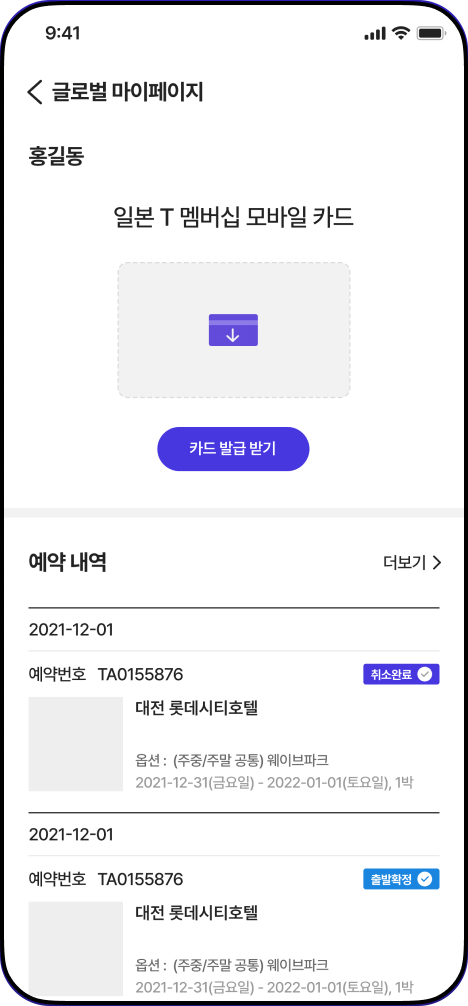 9:41
글로벌 마이페이지
홍길동
일본 T 멤버십 모바일 카드
카드 발급 받기
예약 내역
더보기
2021-12-01
예약번호 TA0155876
취소완료
대전 롯데시티호텔
옵션 : (주중/주말 공통) 웨이브파크
2021-12-31(금요일) - 2022-01-01(토요일), 1박
2021-12-01
예약번호 TA0155876
출발확정
대전 롯데시티호텔
옵션 : (주중/주말 공통) 웨이브파크
2021-12-31(금요일) - 2022-01-01(토요일), 1박